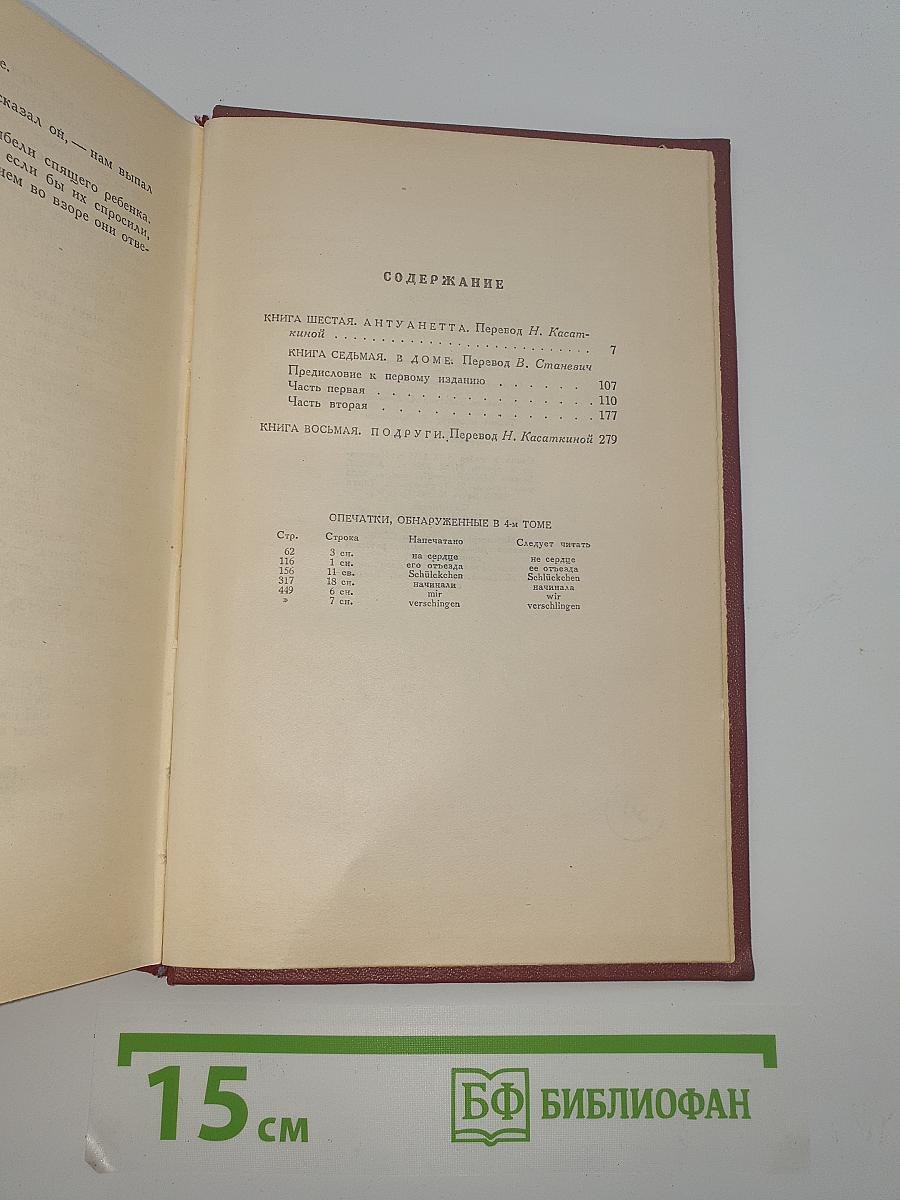 е.
сказал он, — нам выпал
ыбели спящего ребенка.
если бы их спросили,
нем во взоре они отве-
СОДЕРЖАНИЕ
КНИГА ШЕСТАЯ. АНТУАНЕТТА. Перевод Н. Касат-
киной . . . . . . . . . . . . . . . . . . . . . . . . . . . 7
КНИГА СЕДЬМАЯ. В ДОМЕ. Перевод В. Станевич
Предисловие к первому изданию . . . . . . 107
Часть первая . . . . . . . . . . . . . . . . 110
Часть вторая . . . . . . . . . . . . . . . 177
КНИГА ВОСЬМАЯ. ПОДРУГИ. Перевод Н. Касаткиной 279
ОПЕЧАТКИ, ОБНАРУЖЕННЫЕ В 4-м ТОМЕ
Стр. Строка Напечатано Следует читать
62 3 сн. на сердце не сердце
116 1 сн. его отъезда ее отъезда
156 11 св. Schülckchen Schlückchen
317 18 сн. начинали начинала
449 6 сн. mir wir
» 7 сн. verschingen verschlingen
15 см
БФ БИБЛИОФАН